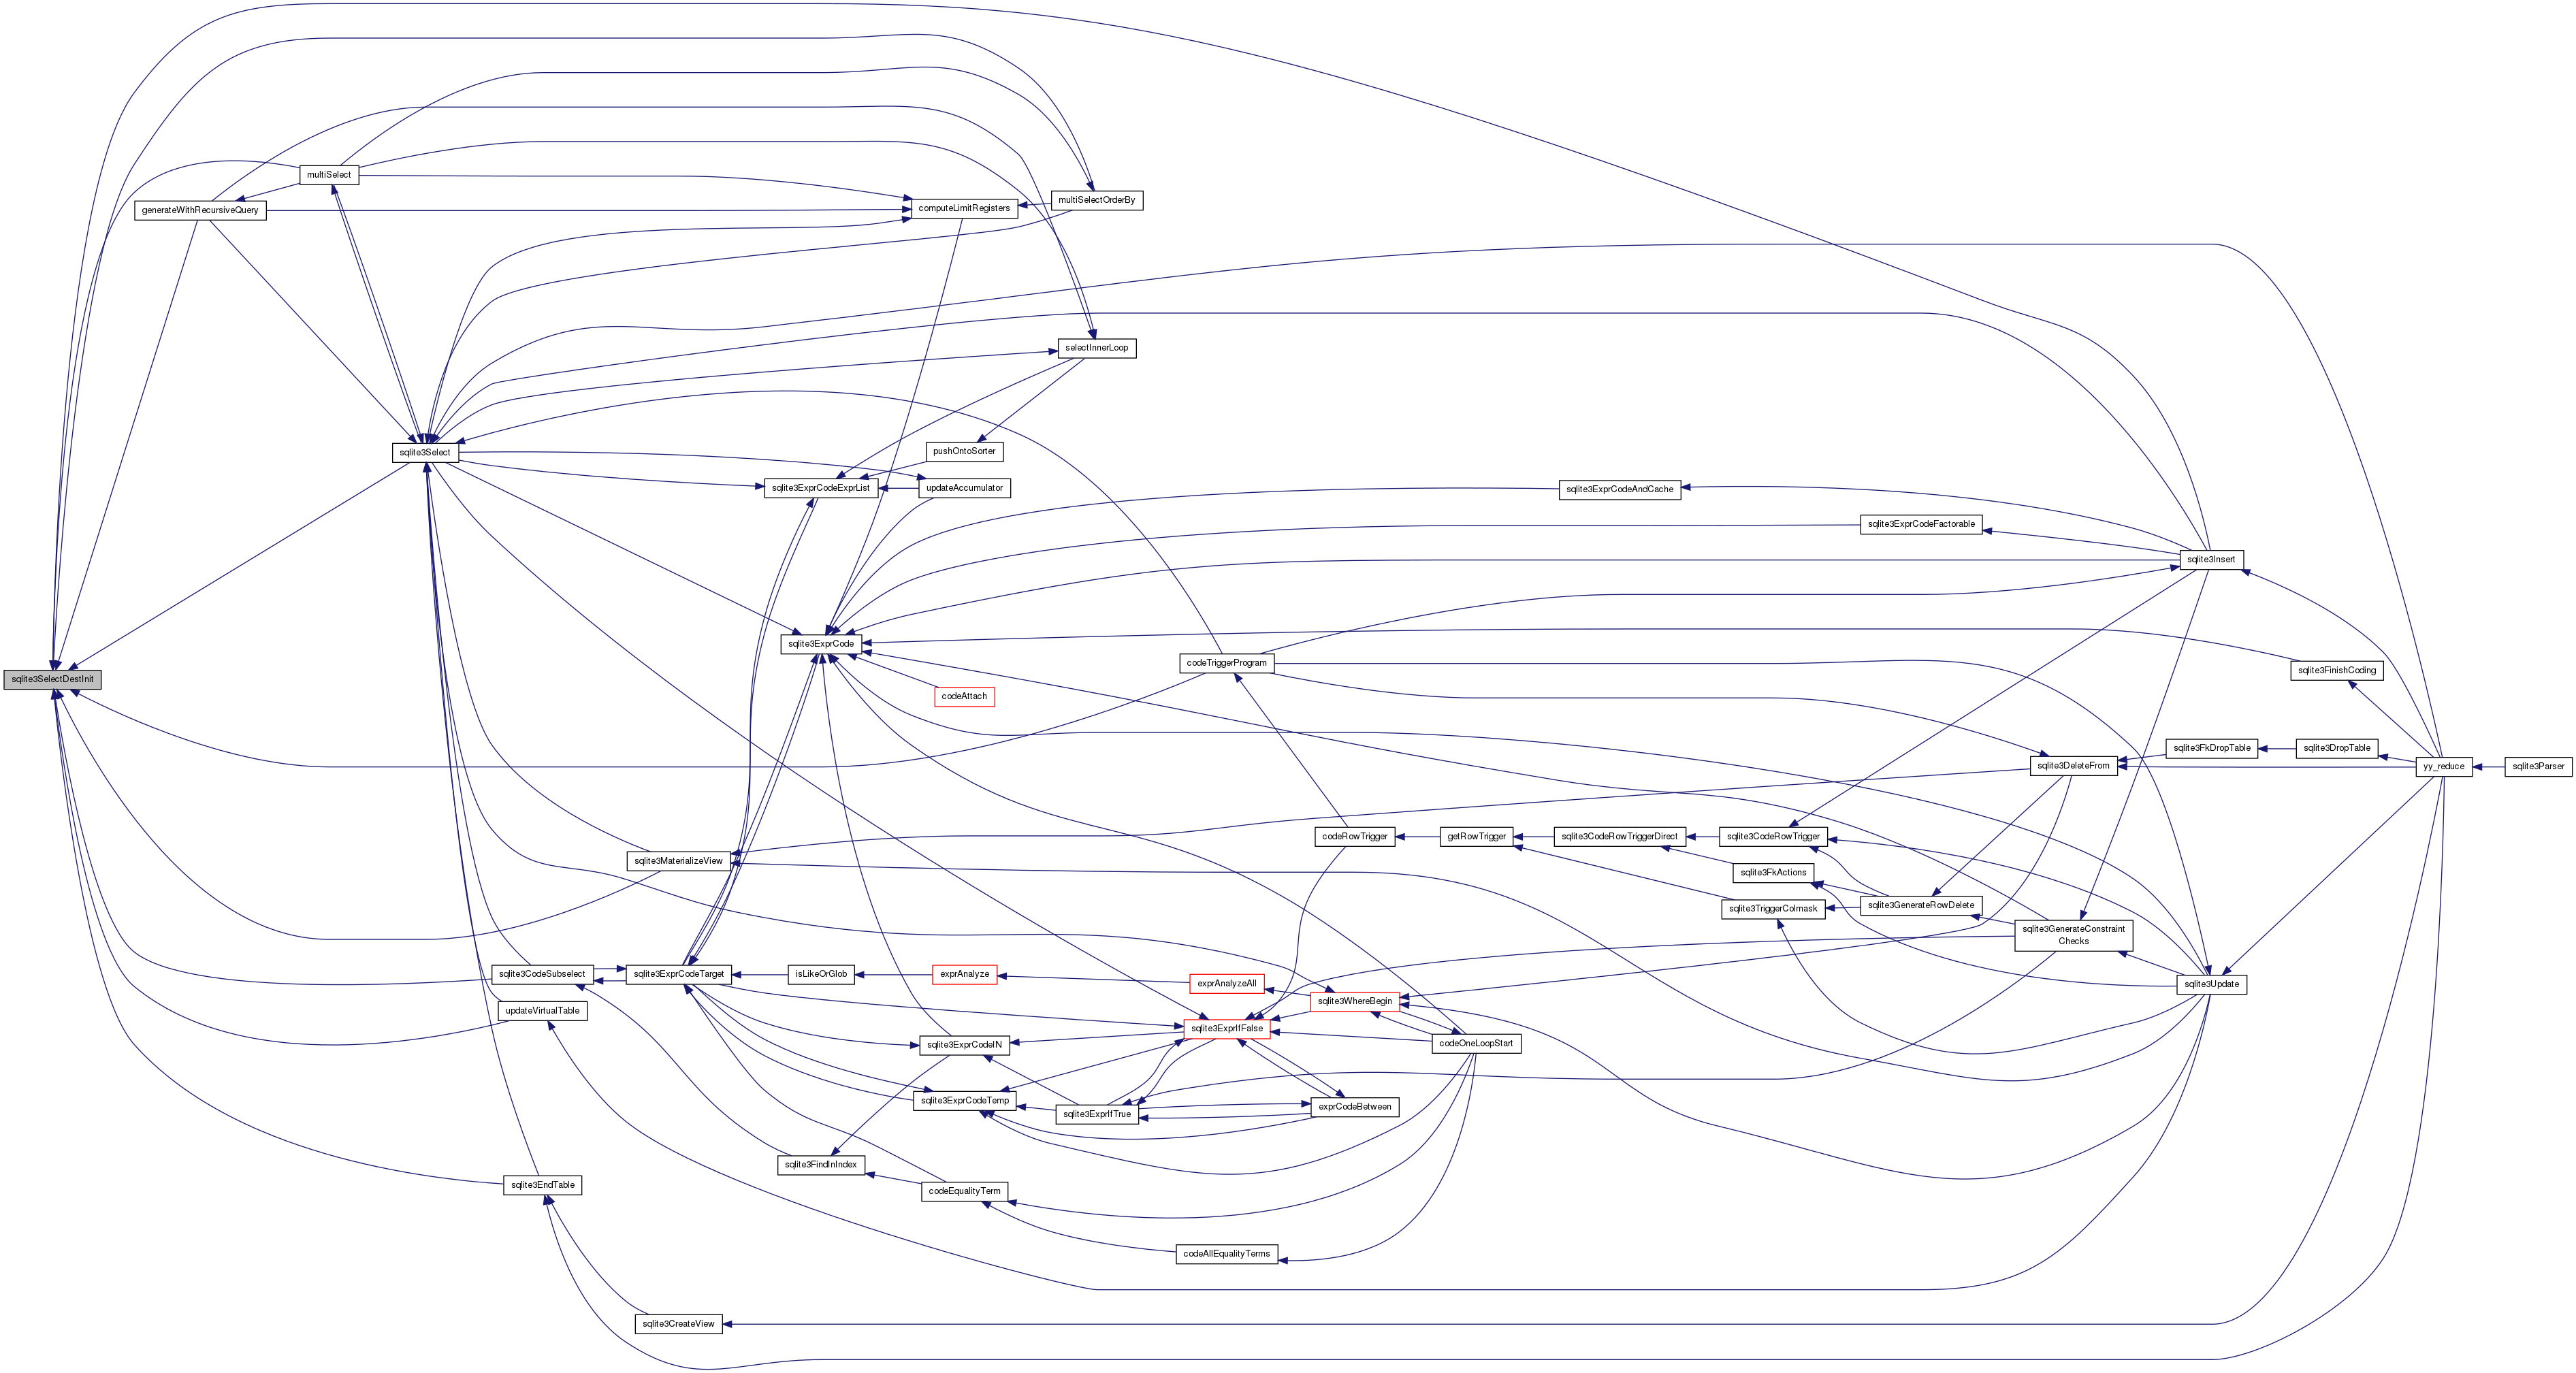 multiSelect
generateWithRecursiveQuery
computeLimitRegisters
multiSelectOrderBy
selectInnerLoop
sqlite3Select
pushOntoSorter
sqlite3ExprCodeExprList
updateAccumulator
sqlite3ExprCodeAndCache
sqlite3ExprCodeFactorable
sqlite3Insert
sqlite3ExprCode
codeTriggerProgram
sqlite3FinishCoding
sqlite3SelectDestInit
codeAttach
sqlite3FkDropTable
sqlite3DropTable
sqlite3DeleteFrom
yy_reduce
sqlite3Parser
codeRowTrigger
getRowTrigger
sqlite3CodeRowTriggerDirect
sqlite3CodeRowTrigger
sqlite3MaterializeView
sqlite3FkActions
sqlite3TriggerColmask
sqlite3GenerateRowDelete
sqlite3GenerateConstraint
Checks
sqlite3CodeSubselect
sqlite3ExprCodeTarget
isLikeOrGlob
exprAnalyze
exprAnalyzeAll
sqlite3Update
sqlite3WhereBegin
updateVirtualTable
sqlite3ExprIfFalse
sqlite3ExprCodeIN
codeOneLoopStart
sqlite3ExprCodeTemp
sqlite3ExprIfTrue
exprCodeBetween
sqlite3FindInIndex
sqlite3EndTable
codeEqualityTerm
codeAllEqualityTerms
sqlite3CreateView